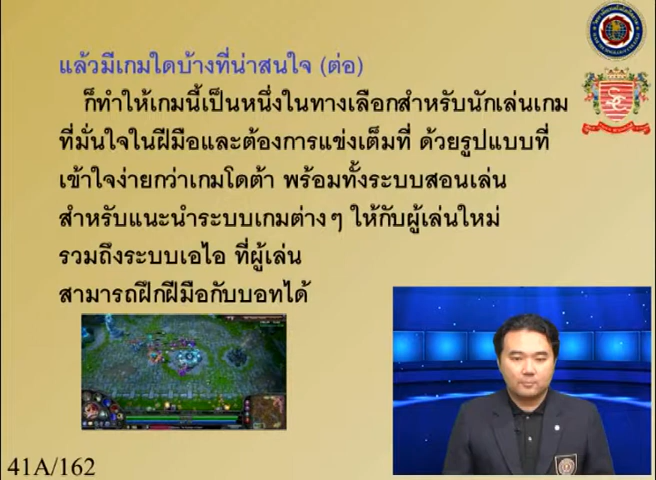 แล้วมีเกมใดบ้างที่น่าสนใจ (ต่อ)
ก็ทำให้เกมนี้เป็นหนึ่งในทางเลือกสำหรับนักเล่นเกม
ที่มั่นใจในฝีมือและต้องการแข่งเต็มที่ ด้วยรูปแบบที่
เข้าใจง่ายกว่าเกมโดต้า พร้อมทั้งระบบสอนเล่น
สำหรับแนะนำระบบเกมต่างๆ ให้กับผู้เล่นใหม่
รวมถึงระบบเอไอ ที่ผู้เล่น
สามารถฝึกฝีมือกับบอทได้
41A/162